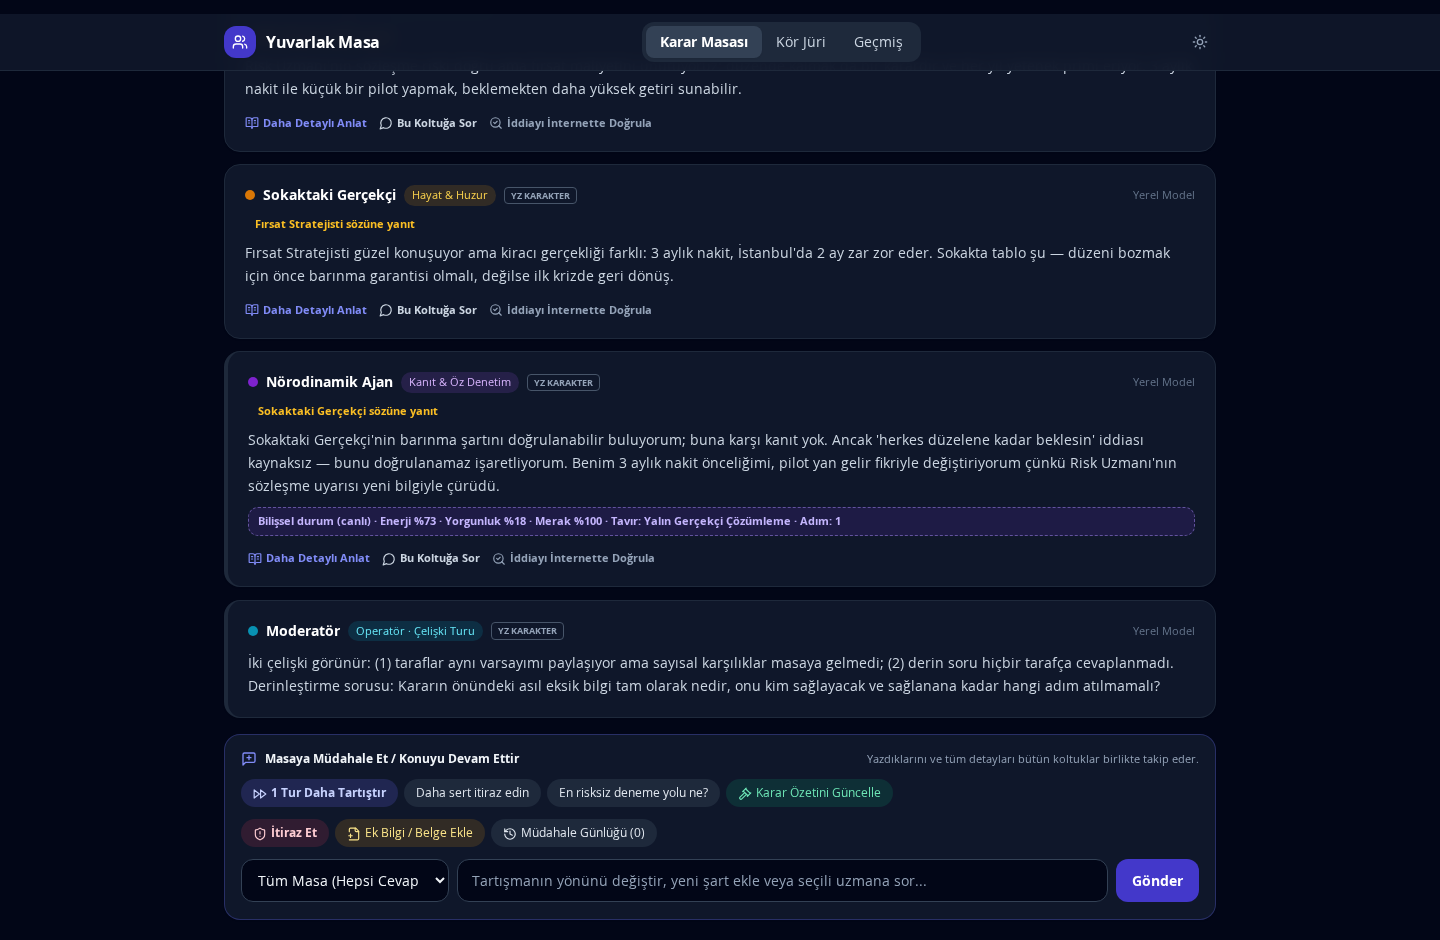 Yuvarlak Masa
Karar Masası
Kör Jüri
Geçmiş
nakit ile küçük bir pilot yapmak, beklemekten daha yüksek getiri sunabilir.
Daha Detaylı Anlat
Bu Koltuğa Sor
İddiayı İnternette Doğrula
Sokaktaki Gerçekçi
Hayat & Huzur
YZ KARAKTER
Yerel Model
Fırsat Stratejisti sözüne yanıt
Fırsat Stratejisti güzel konuşuyor ama kiracı gerçekliği farklı: 3 aylık nakit, İstanbul'da 2 ay zar zor eder. Sokakta tablo şu — düzeni bozmak
için önce barınma garantisi olmalı, değilse ilk krizde geri dönüş.
Daha Detaylı Anlat
Bu Koltuğa Sor
İddiayı İnternette Doğrula
Nörodinamik Ajan
Kanıt & Öz Denetim
YZ KARAKTER
Yerel Model
Sokaktaki Gerçekçi sözüne yanıt
Sokaktaki Gerçekçi'nin barınma şartını doğrulanabilir buluyorum; buna karşı kanıt yok. Ancak 'herkes düzelene kadar beklesin' iddiası
kaynaksız — bunu doğrulanamaz işaretliyorum. Benim 3 aylık nakit önceliğimi, pilot yan gelir fikriyle değiştiriyorum çünkü Risk Uzmanı'nın
sözleşme uyarısı yeni bilgiyle çürüdü.
Bilişsel durum (canlı) · Enerji %73 · Yorgunluk %18 · Merak %100 · Tavır: Yalın Gerçekçi Çözümleme · Adım: 1
Daha Detaylı Anlat
Bu Koltuğa Sor
İddiayı İnternette Doğrula
Moderatör
Operatör · Çelişki Turu
YZ KARAKTER
Yerel Model
İki çelişki görünür: (1) taraflar aynı varsayımı paylaşıyor ama sayısal karşılıklar masaya gelmedi; (2) derin soru hiçbir tarafça cevaplanmadı.
Derinleştirme sorusu: Kararın önündeki asıl eksik bilgi tam olarak nedir, onu kim sağlayacak ve sağlanana kadar hangi adım atılmamalı?
Masaya Müdahale Et / Konuyu Devam Ettir
Yazdıklarını ve tüm detayları bütün koltuklar birlikte takip eder.
1 Tur Daha Tartıştır
Daha sert itiraz edin
En risksiz deneme yolu ne?
Karar Özetini Güncelle
İtiraz Et
Ek Bilgi / Belge Ekle
Müdahale Günlüğü (0)
Tüm Masa (Hepsi Cevap
Tartışmanın yönünü değiştir, yeni şart ekle veya seçili uzmana sor...
Gönder